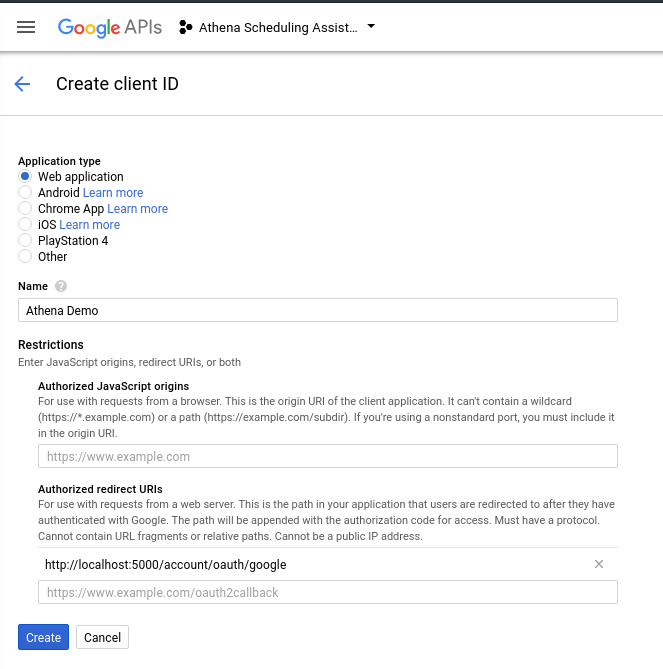 Google APIs Athena Scheduling Assist...
Create client ID
Application type
Web application
Android Learn more
Chrome App Learn more
iOS Learn more
PlayStation 4
Other
Name ?
Athena Demo
Restrictions
Enter JavaScript origins, redirect URIs, or both
Authorized JavaScript origins
For use with requests from a browser. This is the origin URI of the client application. It can't contain a wildcard
(https://*.example.com) or a path (https://example.com/subdir). If you're using a nonstandard port, you must include it
in the origin URI.
https://www.example.com
Authorized redirect URIs
For use with requests from a web server. This is the path in your application that users are redirected to after they have
authenticated with Google. The path will be appended with the authorization code for access. Must have a protocol.
Cannot contain URL fragments or relative paths. Cannot be a public IP address.
http://localhost:5000/account/oauth/google
https://www.example.com/oauth2callback
Create Cancel